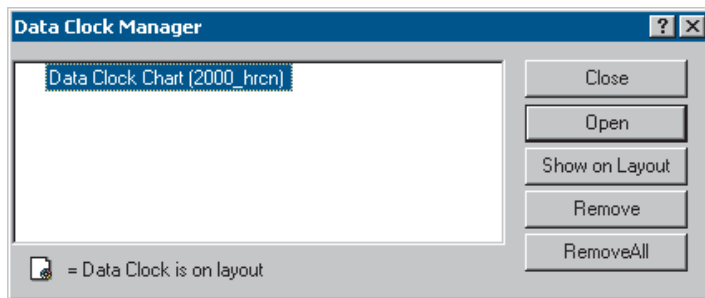 Data Clock Manager
Data Clock Chart (2000_hrcn)
Close
Open
Show on Layout
Remove
RemoveAll
= Data Clock is on layout